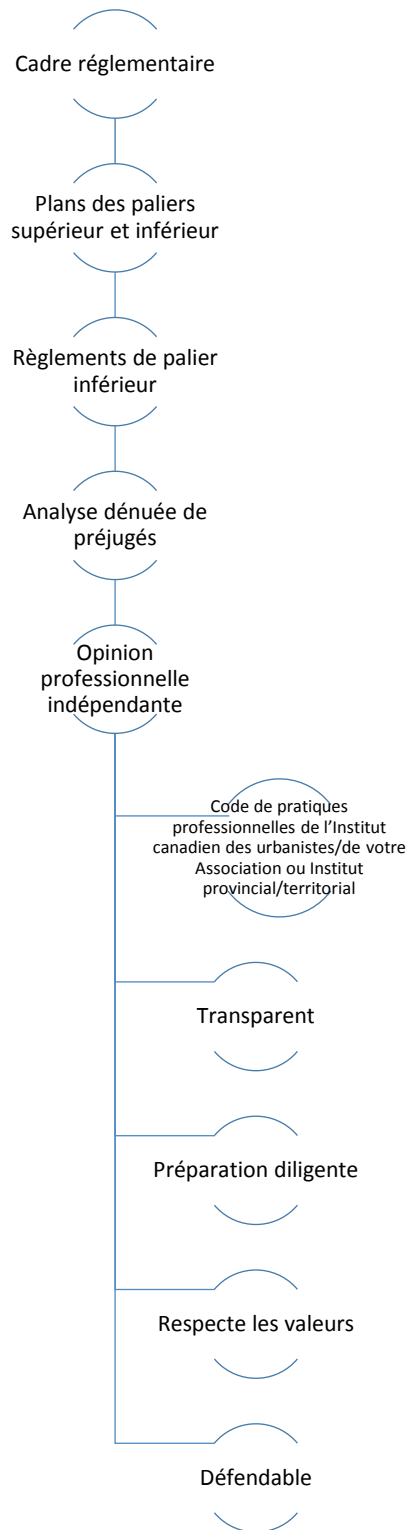 Cadre réglementaire
Plans des paliers
supérieur et inférieur
Règlements de palier
inférieur
Analyse dénuée de
préjugés
Opinion
professionnelle
indépendante
Code de pratiques
professionnelles de l’Institut
canadien des urbanistes/de votre
Association ou Institut
provincial/territorial
Transparent
Préparation diligente
Respecte les valeurs
Défendable